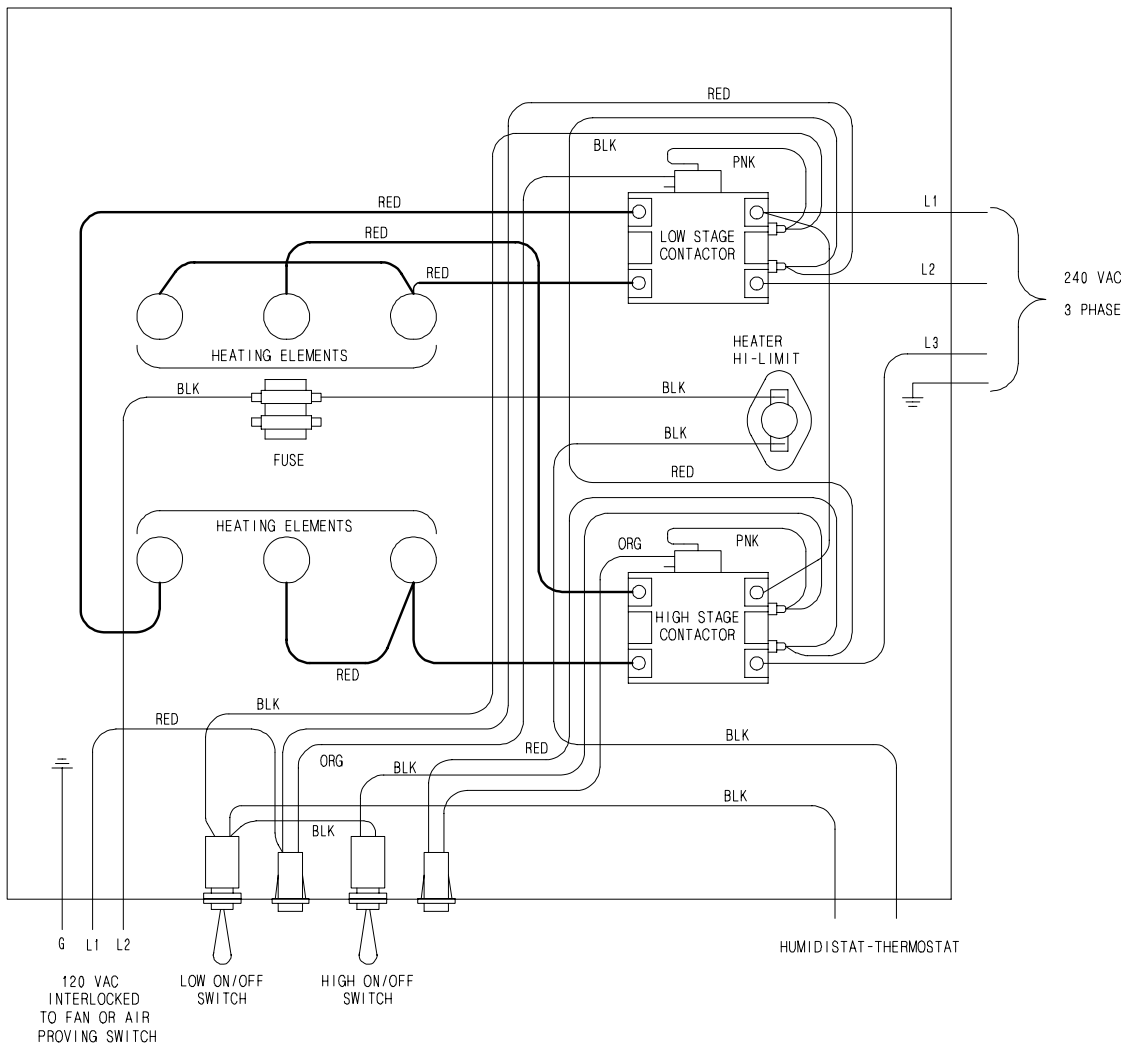 RED
BLK
PNK
RED
L1
RED
LOW STAGE
CONTACTOR
RED
L2
240 VAC
3 PHASE
HEATER
HI-LIMIT
L3
HEATING ELEMENTS
BLK
BLK
BLK
FUSE
RED
HEATING ELEMENTS
ORG
PNK
HIGH STAGE
CONTACTOR
RED
BLK
RED
RED
BLK
ORG
BLK
BLK
BLK
G
L1
L2
HUMIDISTAT-THERMOSTAT
120 VAC
INTERLOCKED
TO FAN OR AIR
PROVING SWITCH
LOW ON/OFF
SWITCH
HIGH ON/OFF
SWITCH